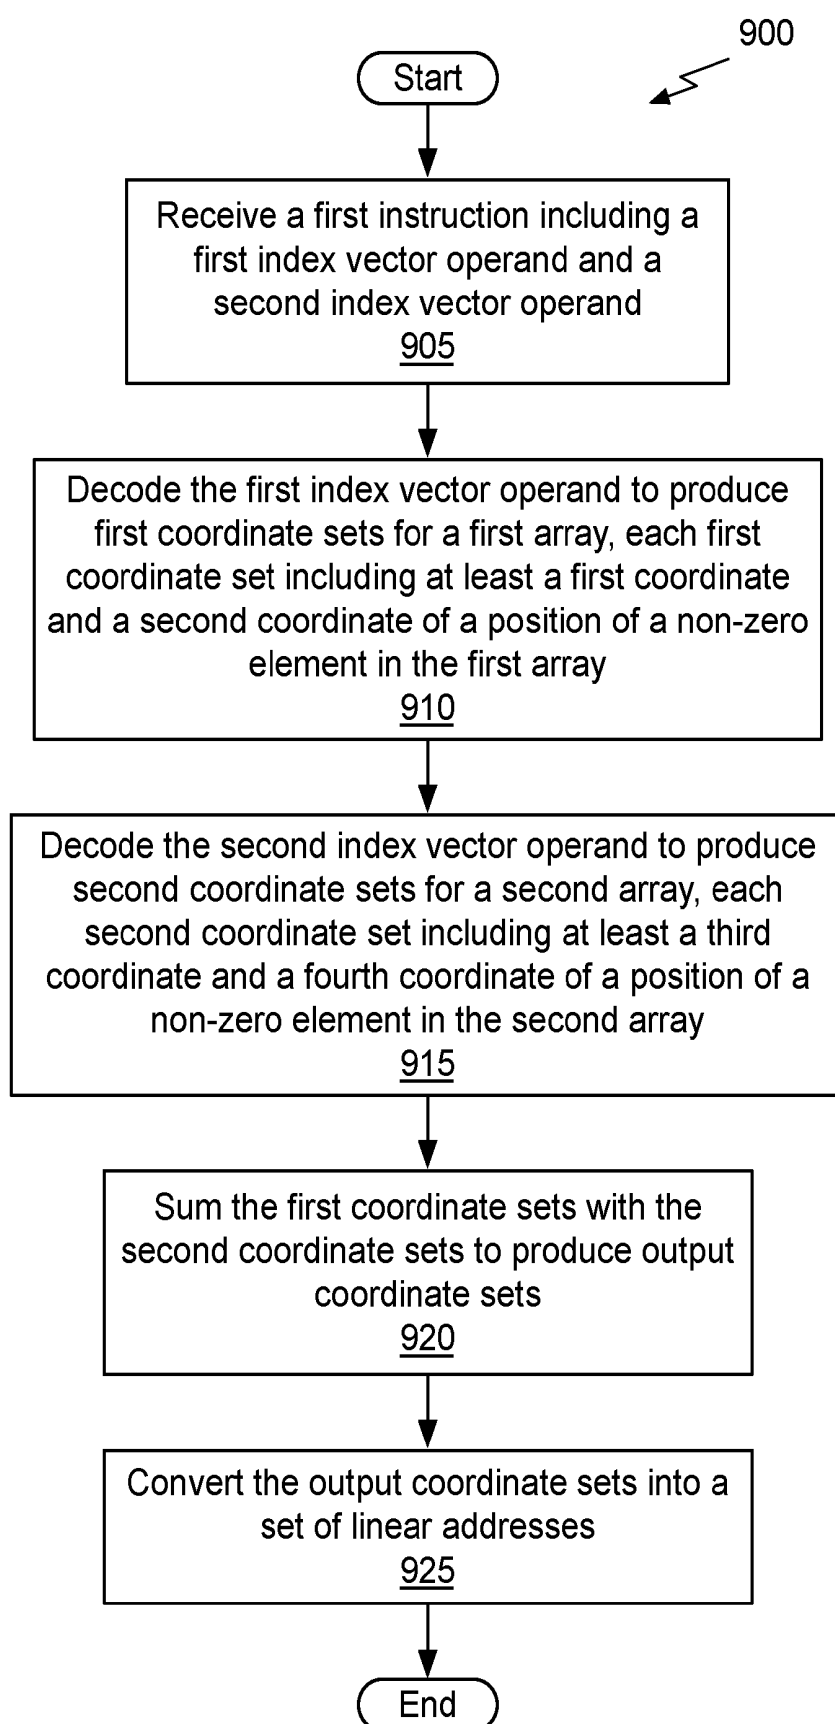 900
Start
Receive a first instruction including a
first index vector operand and a
second index vector operand
905
Decode the first index vector operand to produce
first coordinate sets for a first array, each first
coordinate set including at least a first coordinate
and a second coordinate of a position of a non-zero
element in the first array
910
Decode the second index vector operand to produce
second coordinate sets for a second array, each
second coordinate set including at least a third
coordinate and a fourth coordinate of a position of a
non-zero element in the second array
915
Sum the first coordinate sets with the
second coordinate sets to produce output
coordinate sets
920
Convert the output coordinate sets into a
set of linear addresses
925
End